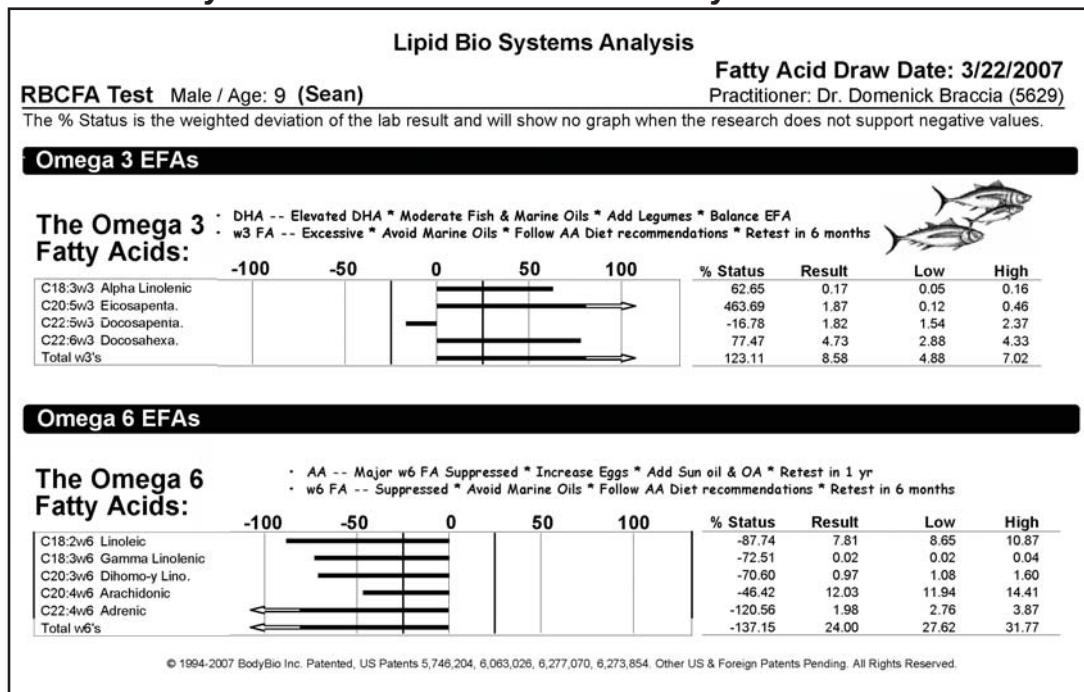 Lipid Bio Systems Analysis
Fatty Acid Draw Date: 3/22/2007
RBCFA Test Male / Age: 9 (Sean) Practitioner: Dr. Domenick Braccia (5629)
The % Status is the weighted deviation of the lab result and will show no graph when the research does not support negative values.
Omega 3 EFAs
The Omega 3
Fatty Acids:
· DHA -- Elevated DHA * Moderate Fish & Marine Oils * Add Legumes * Balance EFA
· w3 FA -- Excessive * Avoid Marine Oils * Follow AA Diet recommendations * Retest in 6 months
-100 -50 0 50 100 % Status Result Low High
C18:3w3 Alpha Linolenic 62.65 0.17 0.05 0.16
C20:5w3 Eicosapenta. 463.69 1.87 0.12 0.46
C22:5w3 Docosapenta. -16.78 1.82 1.54 2.37
C22:6w3 Docosahexa. 77.47 4.73 2.88 4.33
Total w3's 123.11 8.58 4.88 7.02
Omega 6 EFAs
The Omega 6
Fatty Acids:
· AA -- Major w6 FA Suppressed * Increase Eggs * Add Sun oil & OA * Retest in 1 yr
· w6 FA -- Suppressed * Avoid Marine Oils * Follow AA Diet recommendations * Retest in 6 months
-100 -50 0 50 100 % Status Result Low High
C18:2w6 Linoleic -87.74 7.81 8.65 10.87
C18:3w6 Gamma Linolenic -72.51 0.02 0.02 0.04
C20:3w6 Dihomo-y Lino. -70.60 0.97 1.08 1.60
C20:4w6 Arachidonic -46.42 12.03 11.94 14.41
C22:4w6 Adrenic -120.56 1.98 2.76 3.87
Total w6's -137.15 24.00 27.62 31.77
© 1994-2007 BodyBio Inc. Patented, US Patents 5,746,204, 6,063,026, 6,277,070, 6,273,854. Other US & Foreign Patents Pending. All Rights Reserved.